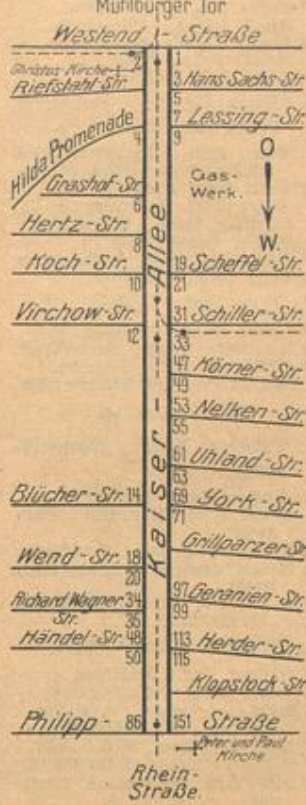 Mühlburger Tor
Westend - Straße
2 1
Christus-Kirche
Riefstahl-Str.
3 Hans Sachs-Str.
5
7 Lessing-Str.
Hilda Promenade 4
9
O
Grashof-Str.
Gas-
Werk.
6
Hertz-Str.
8
W.
Koch-Str. 19 Scheffel-Str.
10 21
Virchow-Str. 31 Schiller-Str.
12 33
47 Körner-Str.
49
53 Nelken-Str.
55
61 Uhland-Str.
63
Blücher-Str. 14 69 York-Str.
71
Grillparzer-Str
Wend-Str. 18
20
Richard Wagner 34
Str. 36
97 Geranien-Str.
99
Händel-Str. 48 113 Herder-Str.
50 115
Klopstock-Str
Kaiser - Allee
Philipp - 86 151 Straße
Peter und Paul
Kirche
Rhein-
Straße.